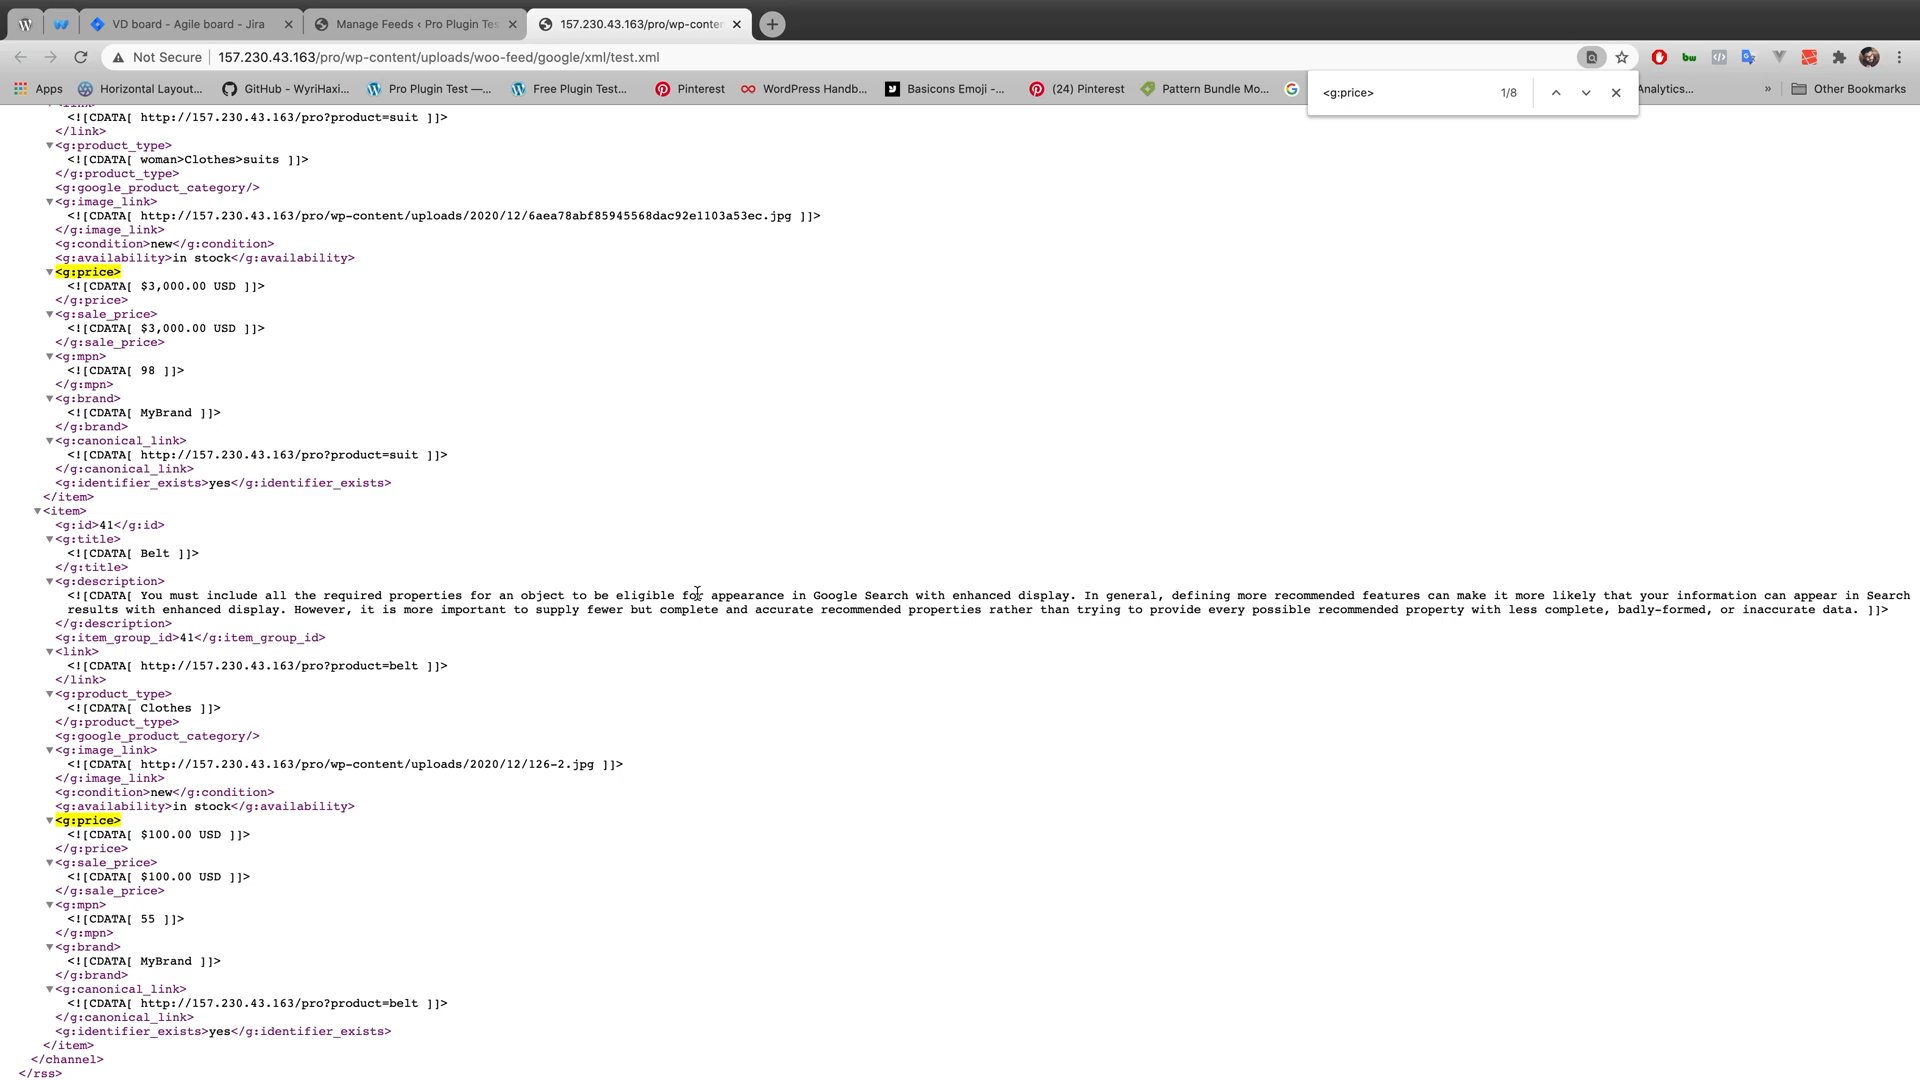 VD board - Agile board - Jira
Manage Feeds ‹ Pro Plugin Tes
157.230.43.163/pro/wp-conten
Not Secure 157.230.43.163/pro/wp-content/uploads/woo-feed/google/xml/test.xml
Apps Horizontal Layout... GitHub - WyriHaxi... Pro Plugin Test —... Free Plugin Test... Pinterest WordPress Handb... Basicons Emoji -... (24) Pinterest Pattern Bundle Mo... Analytics... » Other Bookmarks
<g:price> 1/8
<![CDATA[ http://157.230.43.163/pro?product=suit ]]>
</link>
<g:product_type>
<![CDATA[ woman>Clothes>suits ]]>
</g:product_type>
<g:google_product_category/>
<g:image_link>
<![CDATA[ http://157.230.43.163/pro/wp-content/uploads/2020/12/6aea78abf85945568dac92e1103a53ec.jpg ]]>
</g:image_link>
<g:condition>new</g:condition>
<g:availability>in stock</g:availability>
<g:price>
<![CDATA[ $3,000.00 USD ]]>
</g:price>
<g:sale_price>
<![CDATA[ $3,000.00 USD ]]>
</g:sale_price>
<g:mpn>
<![CDATA[ 98 ]]>
</g:mpn>
<g:brand>
<![CDATA[ MyBrand ]]>
</g:brand>
<g:canonical_link>
<![CDATA[ http://157.230.43.163/pro?product=suit ]]>
</g:canonical_link>
<g:identifier_exists>yes</g:identifier_exists>
</item>
<item>
<g:id>41</g:id>
<g:title>
<![CDATA[ Belt ]]>
</g:title>
<g:description>
<![CDATA[ You must include all the required properties for an object to be eligible for appearance in Google Search with enhanced display. In general, defining more recommended features can make it more likely that your information can appear in Search
results with enhanced display. However, it is more important to supply fewer but complete and accurate recommended properties rather than trying to provide every possible recommended property with less complete, badly-formed, or inaccurate data. ]]>
</g:description>
<g:item_group_id>41</g:item_group_id>
<link>
<![CDATA[ http://157.230.43.163/pro?product=belt ]]>
</link>
<g:product_type>
<![CDATA[ Clothes ]]>
</g:product_type>
<g:google_product_category/>
<g:image_link>
<![CDATA[ http://157.230.43.163/pro/wp-content/uploads/2020/12/126-2.jpg ]]>
</g:image_link>
<g:condition>new</g:condition>
<g:availability>in stock</g:availability>
<g:price>
<![CDATA[ $100.00 USD ]]>
</g:price>
<g:sale_price>
<![CDATA[ $100.00 USD ]]>
</g:sale_price>
<g:mpn>
<![CDATA[ 55 ]]>
</g:mpn>
<g:brand>
<![CDATA[ MyBrand ]]>
</g:brand>
<g:canonical_link>
<![CDATA[ http://157.230.43.163/pro?product=belt ]]>
</g:canonical_link>
<g:identifier_exists>yes</g:identifier_exists>
</item>
</channel>
</rss>